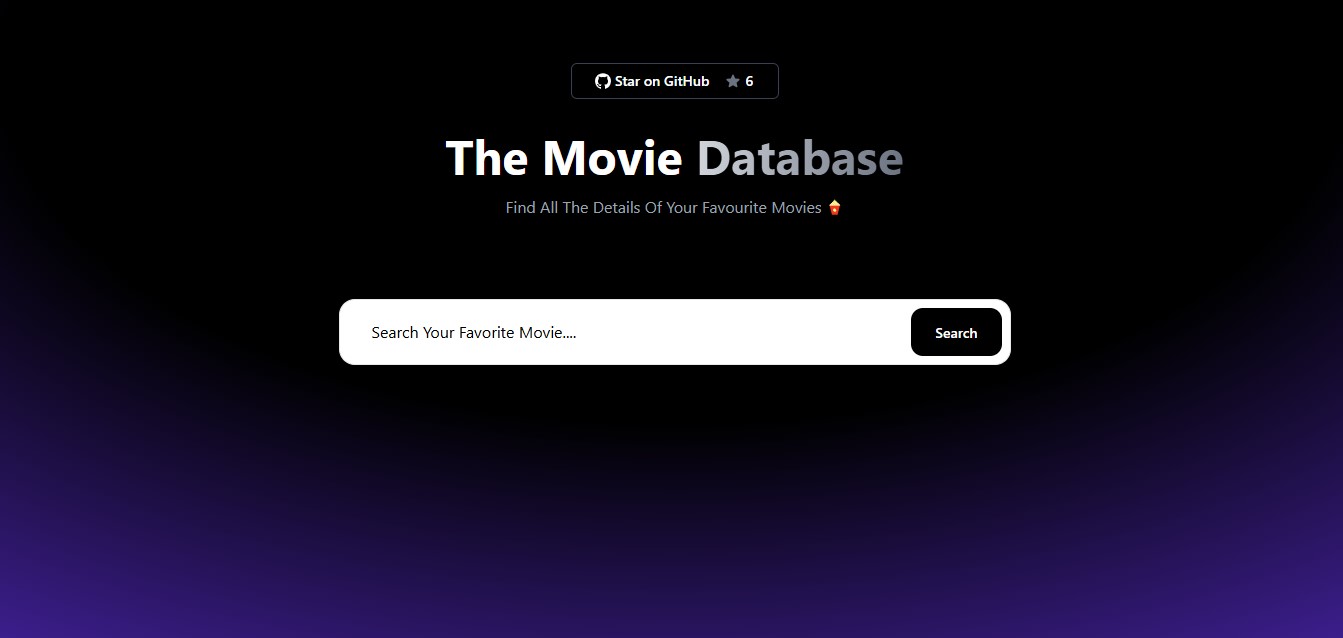 Star on GitHub 6
The Movie Database
Find All The Details Of Your Favourite Movies 🍿
Search Your Favorite Movie....
Search